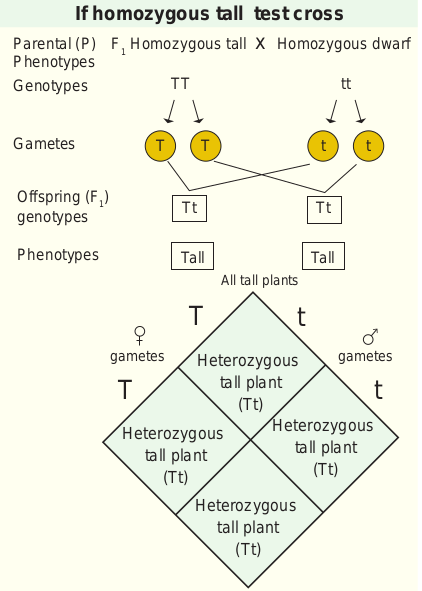 If homozygous tall test cross
Parental (P) F1 Homozygous tall X Homozygous dwarf
Phenotypes
Genotypes TT tt
Gametes T T t t
Offspring (F1)
genotypes Tt Tt
Phenotypes Tall Tall
All tall plants
T t
♀ ♂
gametes gametes
T t
Heterozygous
tall plant
(Tt)
Heterozygous
tall plant
(Tt)
Heterozygous
tall plant
(Tt)
Heterozygous
tall plant
(Tt)